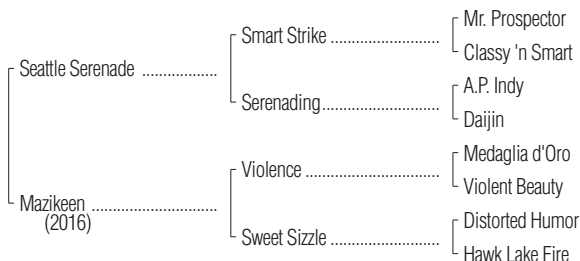 Mr. Prospector
Smart Strike ........................
Classy 'n Smart
Seattle Serenade ................
A.P. Indy
Serenading..........................
Daijin
Medaglia d'Oro
Violence .............................
Violent Beauty
Mazikeen ..........................
(2016)
Distorted Humor
Sweet Sizzle ......................
Hawk Lake Fire